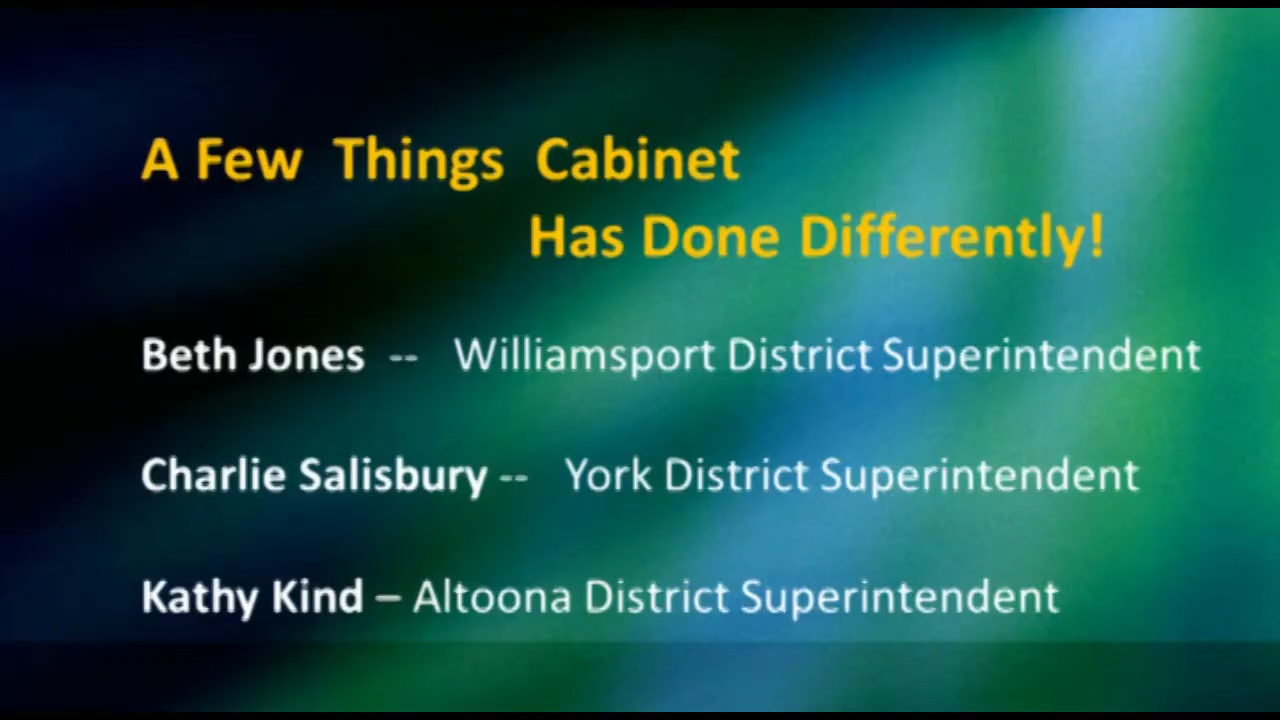 A Few Things Cabinet
Has Done Differently!
Beth Jones -- Williamsport District Superintendent
Charlie Salisbury -- York District Superintendent
Kathy Kind – Altoona District Superintendent